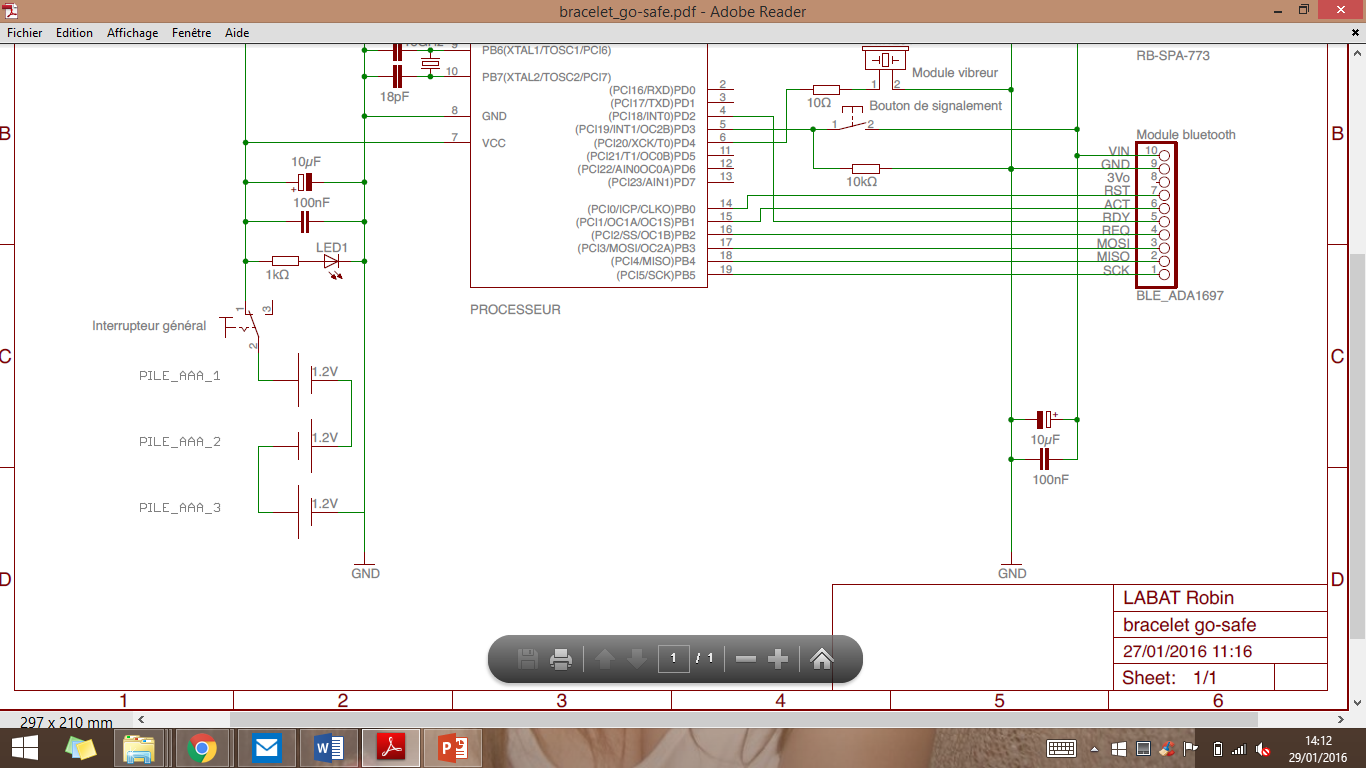 bracelet_go-safe.pdf - Adobe Reader
Fichier Edition Affichage Fenêtre Aide
9 PB6(XTAL1/TOSC1/PCI6)
10 PB7(XTAL2/TOSC2/PCI7)
18pF
8 GND
7 VCC
(PCI16/RXD)PD0 2
(PCI17/TXD)PD1 3
(PCI18/INT0)PD2 4
(PCI19/INT1/OC2B)PD3 5
(PCI20/XCK/T0)PD4 6
(PCI21/T1/OC0B)PD5 11
(PCI22/AIN0OC0A)PD6 12
(PCI23/AIN1)PD7 13
(PCI0/ICP/CLKO)PB0 14
(PCI1/OC1A/OC1S)PB1 15
(PCI2/SS/OC1B)PB2 16
(PCI3/MOSI/OC2A)PB3 17
(PCI4/MISO)PB4 18
(PCI5/SCK)PB5 19
PROCESSEUR
RB-SPA-773
Module vibreur
1 2
10Ω
Bouton de signalement
1 2
10kΩ
Module bluetooth
VIN 10
GND 9
3Vo 8
RST 7
ACT 6
RDY 5
REQ 4
MOSI 3
MISO 2
SCK 1
BLE_ADA1697
10µF
+
100nF
LED1
1kΩ
1 3
Interrupteur général
2
PILE_AAA_1 1.2V
PILE_AAA_2 1.2V
PILE_AAA_3 1.2V
GND
+
10µF
100nF
GND
B B
C C
D D
LABAT Robin
bracelet go-safe
27/01/2016 11:16
Sheet: 1/1
1 / 1
1 2 3 4 5 6
297 x 210 mm
14:12
29/01/2016